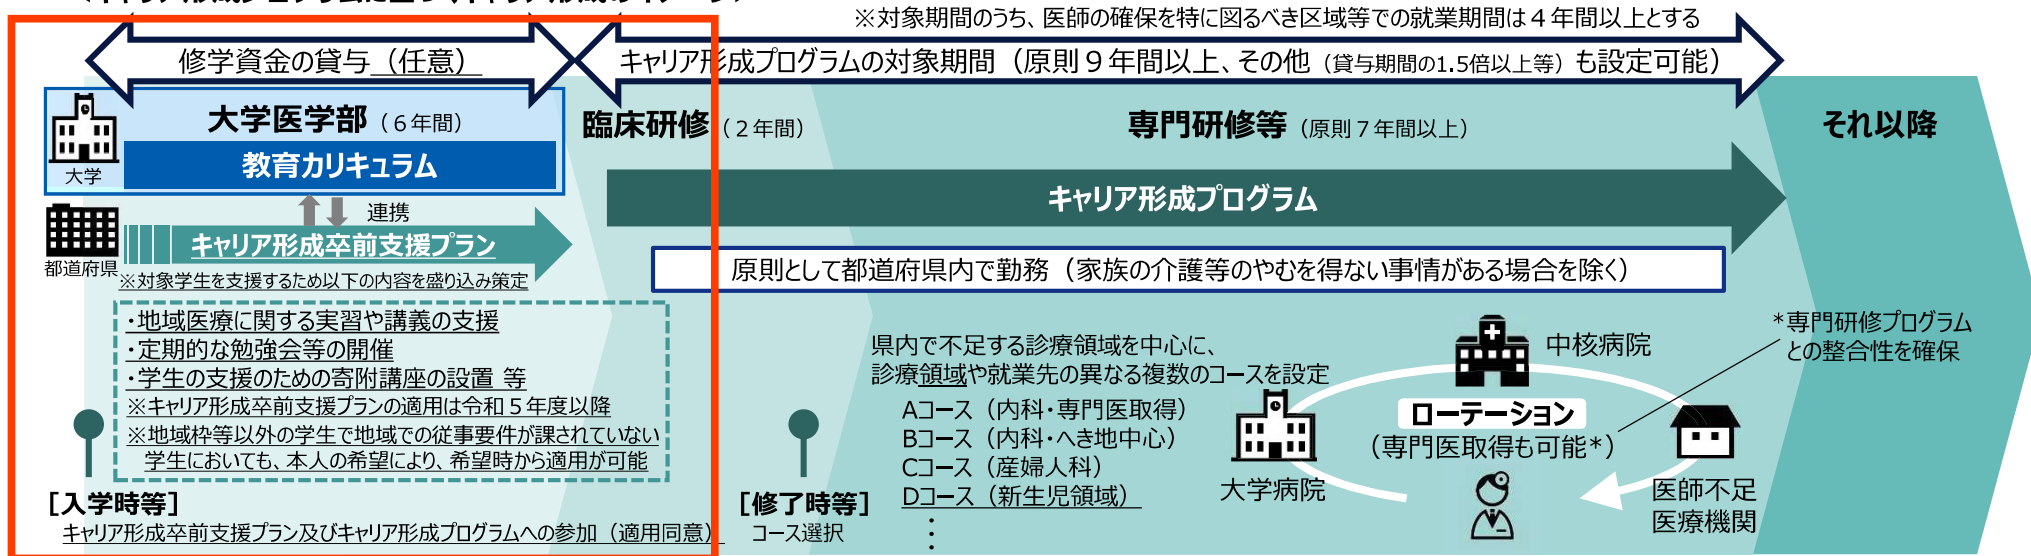 ※対象期間のうち、医師の確保を特に図るべき区域等での就業期間は４年間以上とする
修学資金の貸与（任意）
キャリア形成プログラムの対象期間（原則９年間以上、その他（貸与期間の1.5倍以上等）も設定可能）
大学医学部（６年間）
臨床研修（２年間）
専門研修等（原則７年間以上）
それ以降
教育カリキュラム
大学
キャリア形成プログラム
連携
キャリア形成卒前支援プラン
都道府県
※対象学生を支援するため以下の内容を盛り込み策定
原則として都道府県内で勤務（家族の介護等のやむを得ない事情がある場合を除く）
・地域医療に関する実習や講義の支援
・定期的な勉強会等の開催
・学生の支援のための寄附講座の設置 等
※キャリア形成卒前支援プランの適用は令和５年度以降
※地域枠等以外の学生で地域での従事要件が課されていない
学生においても、本人の希望により、希望時から適用が可能
［入学時等］
キャリア形成卒前支援プラン及びキャリア形成プログラムへの参加（適用同意）
［修了時等］
コース選択
県内で不足する診療領域を中心に、
診療領域や就業先の異なる複数のコースを設定
Aコース（内科・専門医取得）
Bコース（内科・へき地中心）
Cコース（産婦人科）
Dコース（新生児領域）
・
・
・
中核病院
＊専門研修プログラム
との整合性を確保
ローテーション
（専門医取得も可能＊）
大学病院
医師不足
医療機関